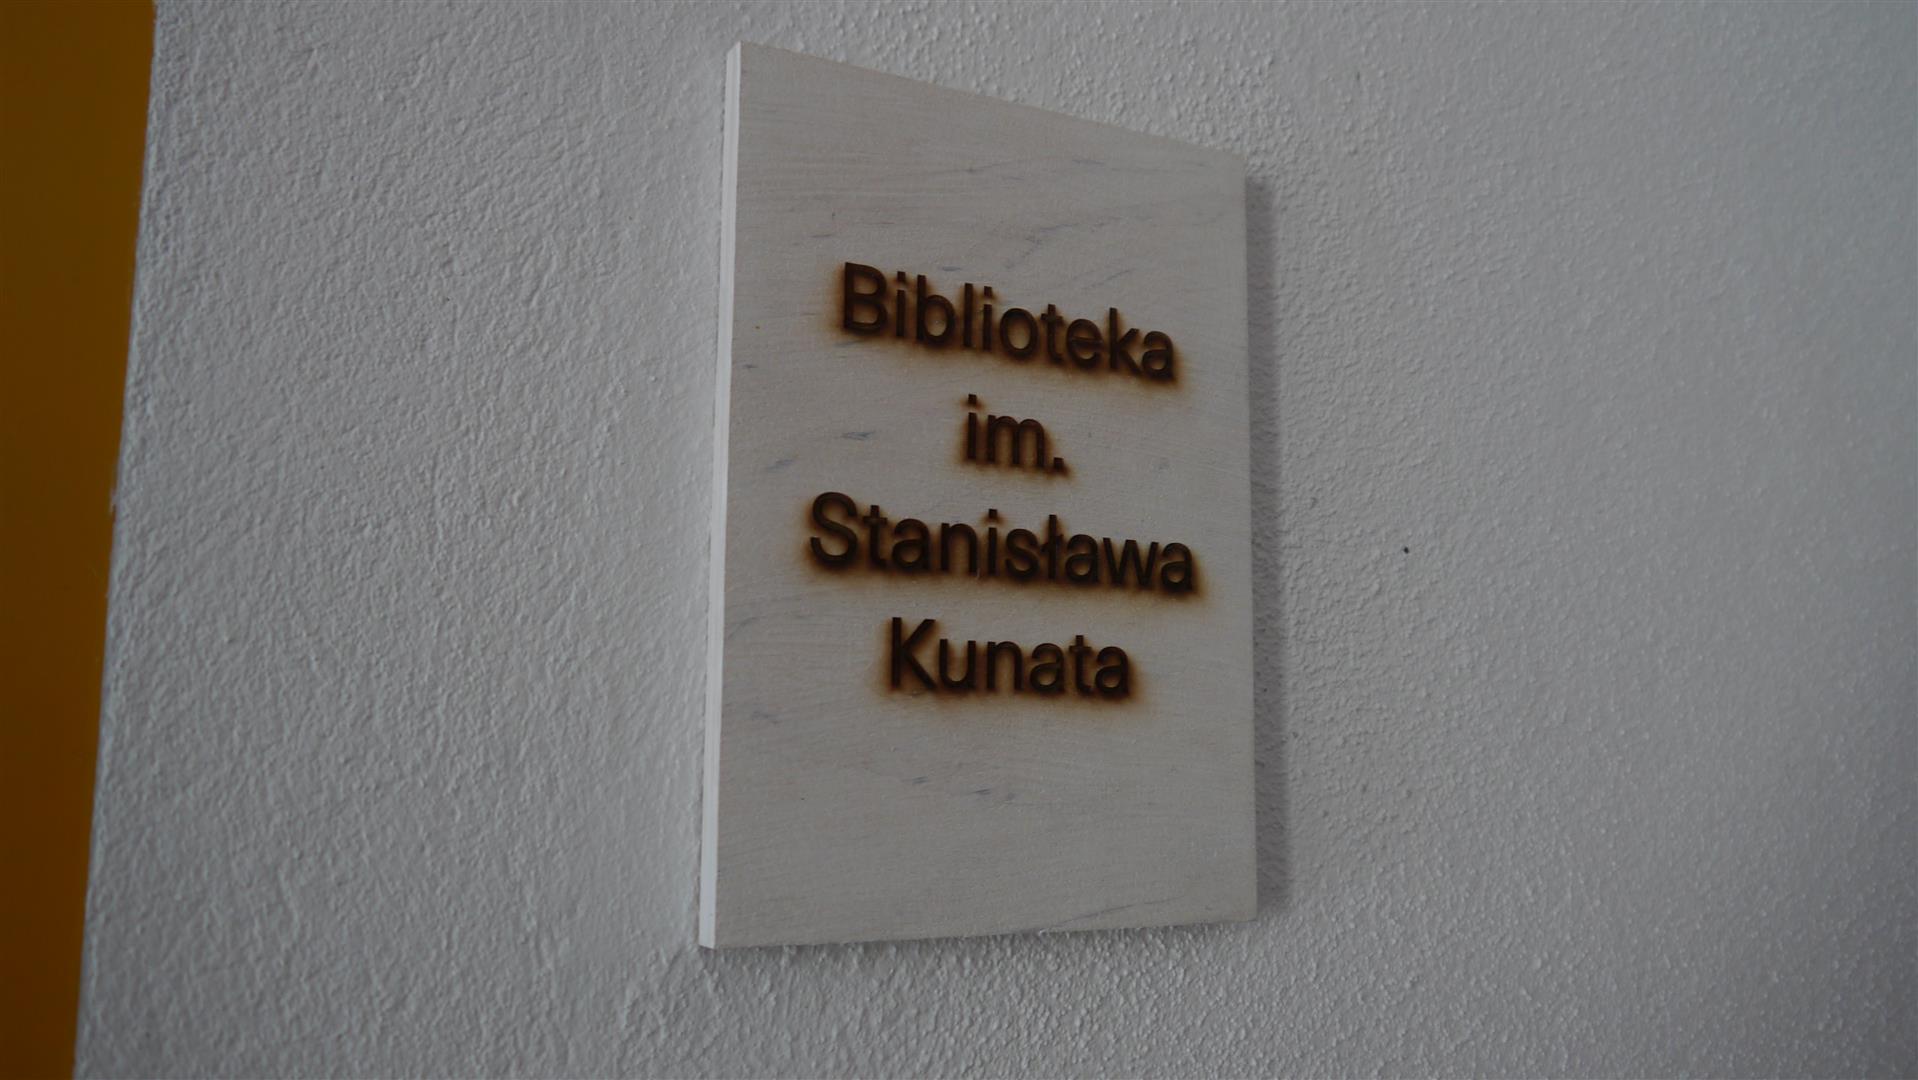 Biblioteka
im.
Stanisława
Kunata